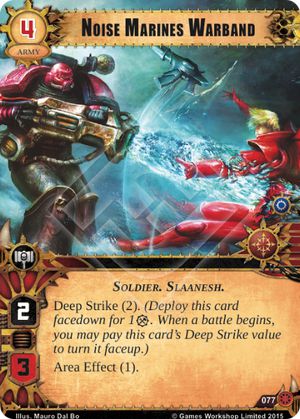 4
NOISE MARINES WARBAND
ARMY
SOLDIER. SLAANESH.
2
Deep Strike (2). (Deploy this card
facedown for 1. When a battle begins,
you may pay this card's Deep Strike value
to turn it faceup.)
3
Area Effect (1).
077
Illus. Mauro Dal Bo
© Games Workshop Limited 2015